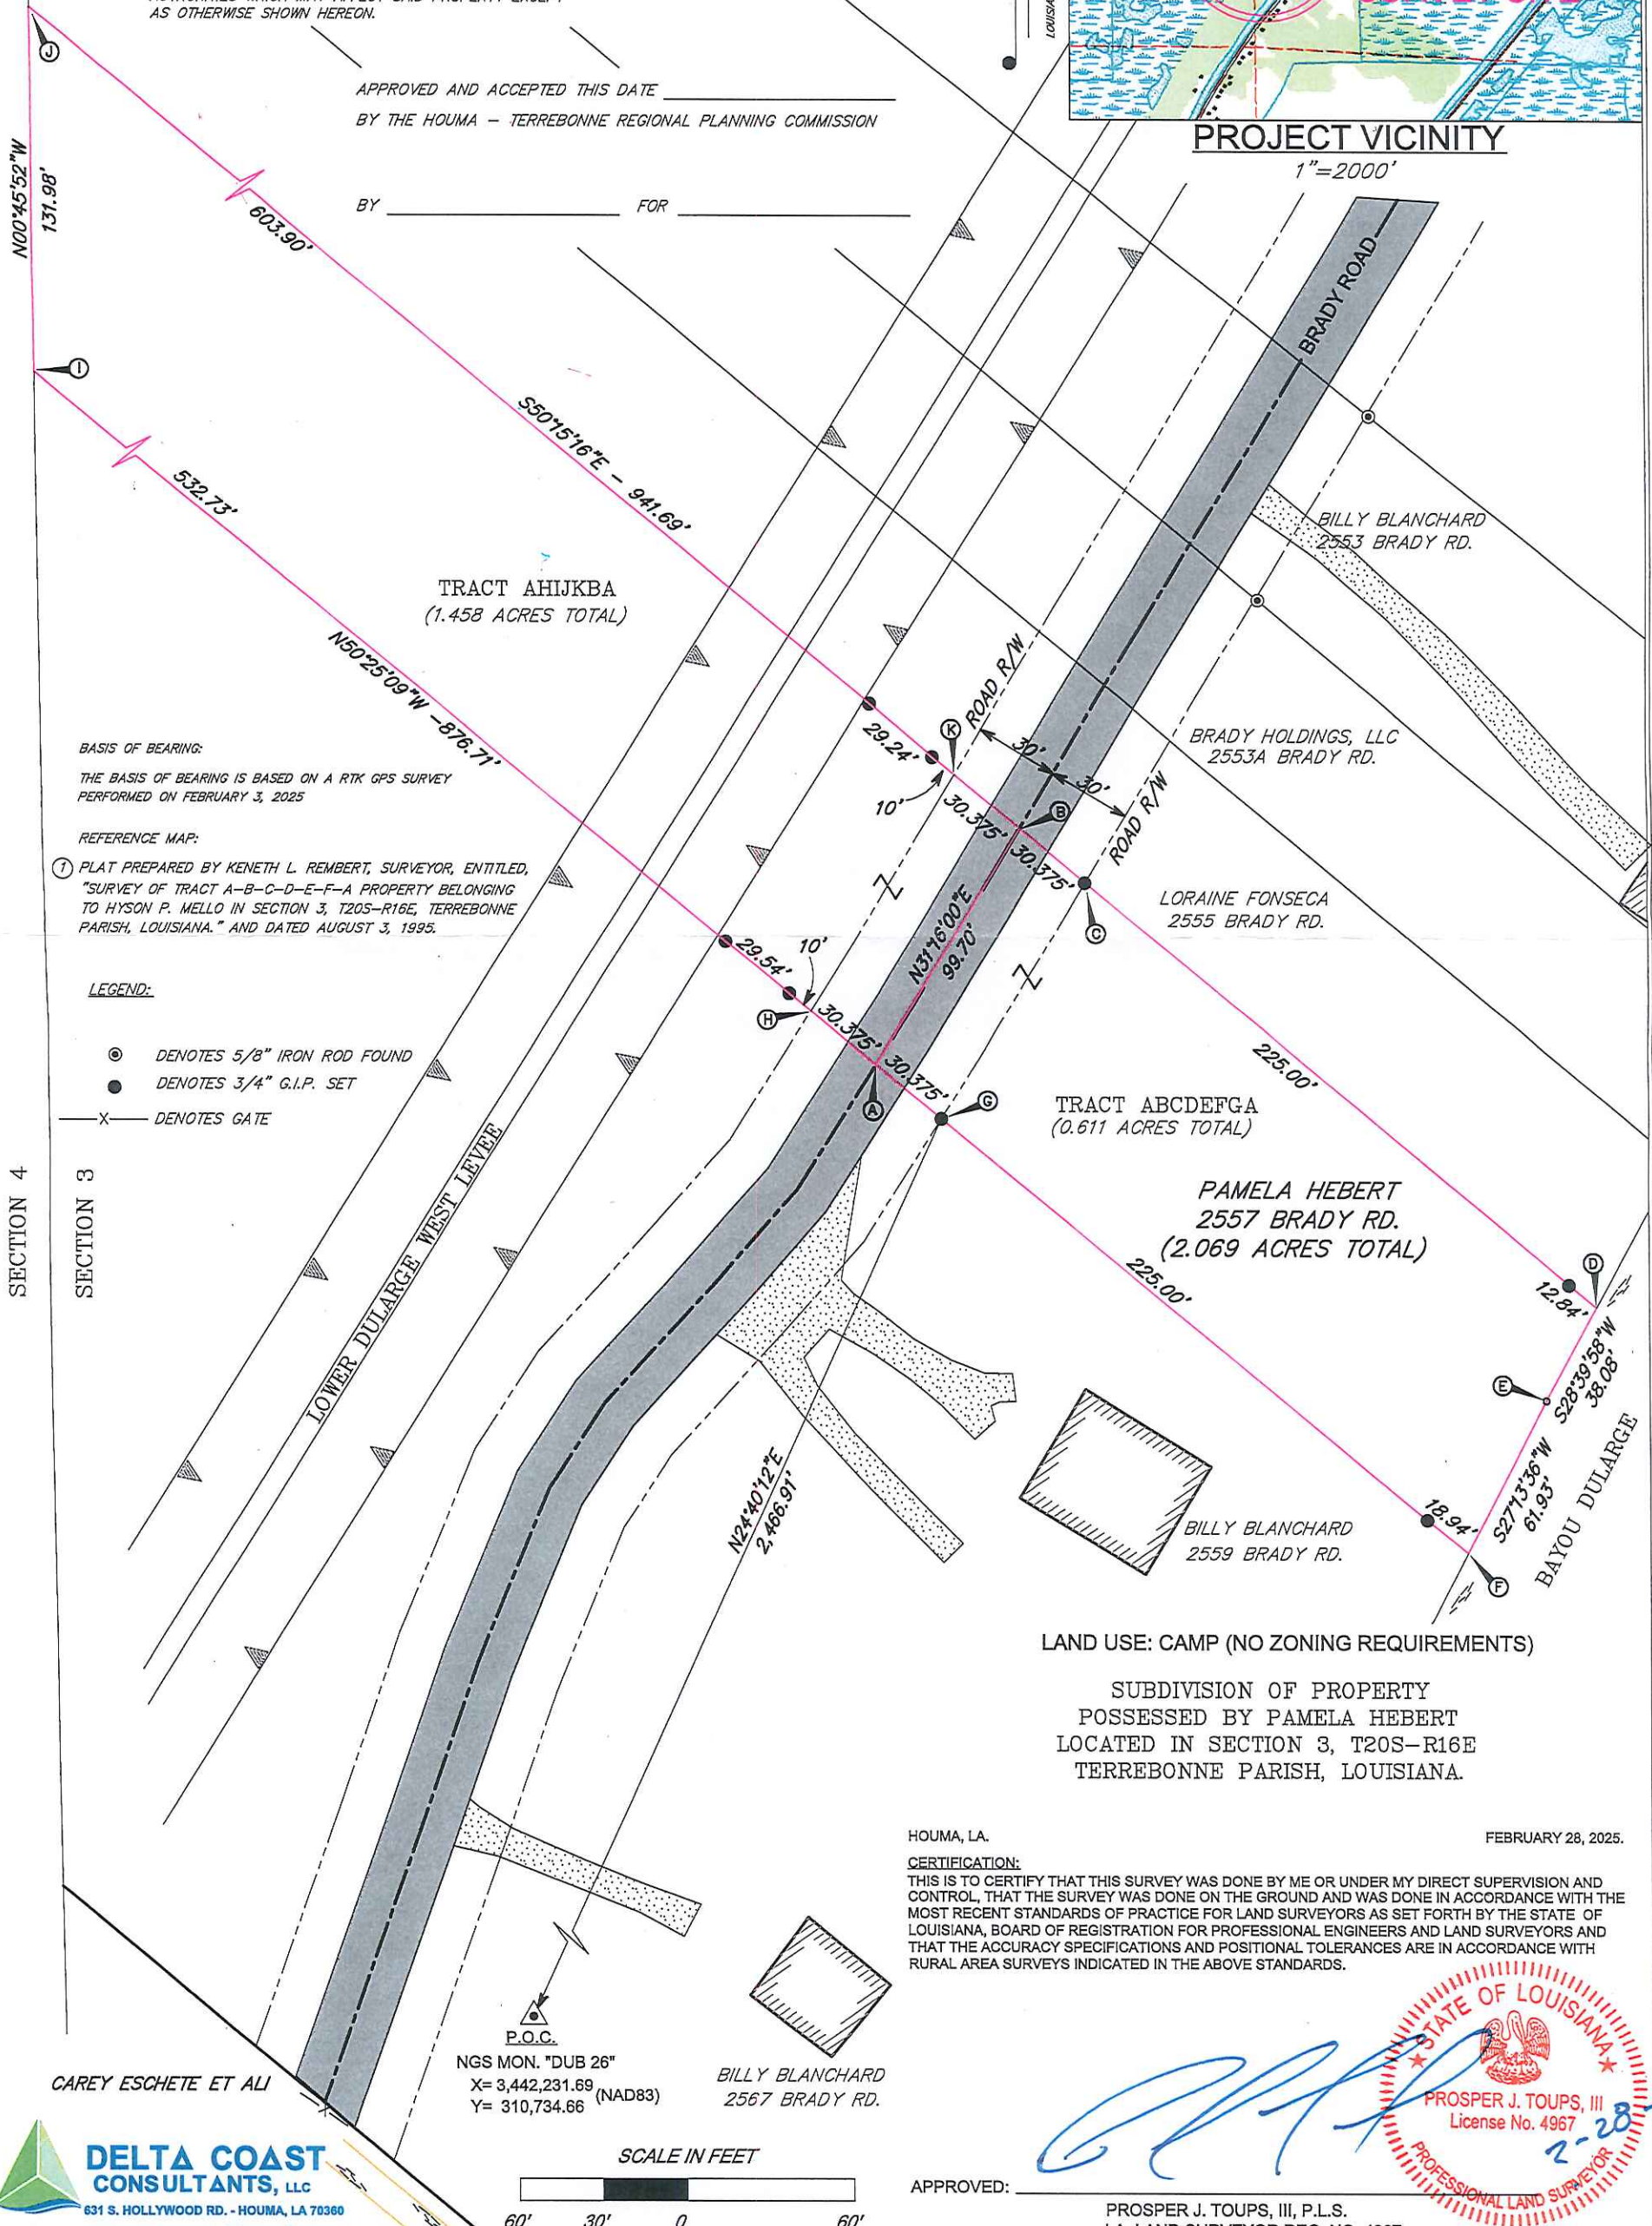 AS OTHERWISE SHOWN HEREON.
APPROVED AND ACCEPTED THIS DATE
BY THE HOUMA – TERREBONNE REGIONAL PLANNING COMMISSION
BY FOR
PROJECT VICINITY
1"=2000'
J
N00°45'52"W
131.98'
I
603.90'
S50°15'16"E – 941.69'
532.73'
N50°25'09"W –876.71'
TRACT AHIJKBA
(1.458 ACRES TOTAL)
BRADY ROAD
BILLY BLANCHARD
2553 BRADY RD.
BRADY HOLDINGS, LLC
2553A BRADY RD.
LORAINE FONSECA
2555 BRADY RD.
ROAD R/W
K
29.24'
10'
30'
30'
30.375'
B
ROAD R/W
30.375'
C
N31°16'00"E
99.70'
Z
Z
29.54'
10'
H
30.375'
30.375'
A
G
BASIS OF BEARING:
THE BASIS OF BEARING IS BASED ON A RTK GPS SURVEY
PERFORMED ON FEBRUARY 3, 2025
REFERENCE MAP:
1 PLAT PREPARED BY KENETH L. REMBERT, SURVEYOR, ENTITLED,
"SURVEY OF TRACT A–B–C–D–E–F–A PROPERTY BELONGING
TO HYSON P. MELLO IN SECTION 3, T20S–R16E, TERREBONNE
PARISH, LOUISIANA." AND DATED AUGUST 3, 1995.
LEGEND:
DENOTES 5/8" IRON ROD FOUND
DENOTES 3/4" G.I.P. SET
X DENOTES GATE
SECTION 4
SECTION 3
LOWER DULARGE WEST LEVEE
225.00'
TRACT ABCDEFGA
(0.611 ACRES TOTAL)
PAMELA HEBERT
2557 BRADY RD.
(2.069 ACRES TOTAL)
225.00'
D
12.84'
S28°39'58"W
38.08'
E
S27°13'36"W
61.93'
18.94'
F
BAYOU DULARGE
N24°40'12"E
2,466.91'
BILLY BLANCHARD
2559 BRADY RD.
LAND USE: CAMP (NO ZONING REQUIREMENTS)
SUBDIVISION OF PROPERTY
POSSESSED BY PAMELA HEBERT
LOCATED IN SECTION 3, T20S–R16E
TERREBONNE PARISH, LOUISIANA.
HOUMA, LA. FEBRUARY 28, 2025.
CERTIFICATION:
THIS IS TO CERTIFY THAT THIS SURVEY WAS DONE BY ME OR UNDER MY DIRECT SUPERVISION AND
CONTROL, THAT THE SURVEY WAS DONE ON THE GROUND AND WAS DONE IN ACCORDANCE WITH THE
MOST RECENT STANDARDS OF PRACTICE FOR LAND SURVEYORS AS SET FORTH BY THE STATE OF
LOUISIANA, BOARD OF REGISTRATION FOR PROFESSIONAL ENGINEERS AND LAND SURVEYORS AND
THAT THE ACCURACY SPECIFICATIONS AND POSITIONAL TOLERANCES ARE IN ACCORDANCE WITH
RURAL AREA SURVEYS INDICATED IN THE ABOVE STANDARDS.
P.O.C.
NGS MON. "DUB 26"
X= 3,442,231.69
Y= 310,734.66 (NAD83)
BILLY BLANCHARD
2567 BRADY RD.
CAREY ESCHETE ET ALI
X
DELTA COAST
CONSULTANTS, LLC
631 S. HOLLYWOOD RD. - HOUMA, LA 70360
SCALE IN FEET
60' 30' 0 60'
STATE OF LOUISIANA
PROSPER J. TOUPS, III
License No. 4967
PROFESSIONAL LAND SURVEYOR
2-28
APPROVED:
PROSPER J. TOUPS, III, P.L.S.